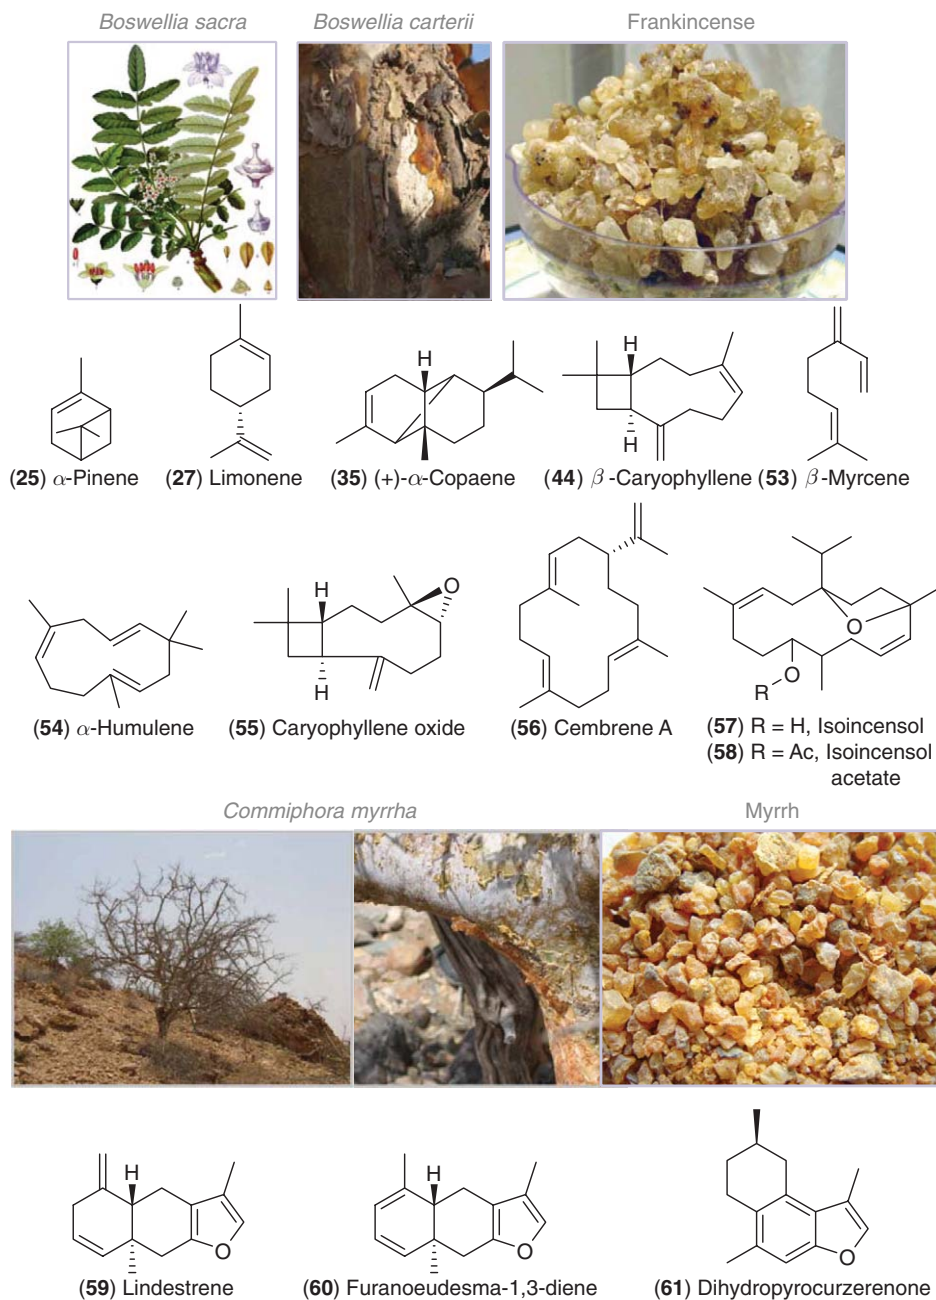 Boswellia sacra Boswellia carterii Frankincense
H
H
H
(25) α-Pinene (27) Limonene (35) (+)-α-Copaene (44) β-Caryophyllene (53) β-Myrcene
H
O
H
O
O
R
(54) α-Humulene (55) Caryophyllene oxide (56) Cembrene A (57) R = H, Isoincensol
(58) R = Ac, Isoincensol
acetate
Commiphora myrrha Myrrh
H
O
H
O
O
(59) Lindestrene (60) Furanoeudesma-1,3-diene (61) Dihydropyrocurzerenone